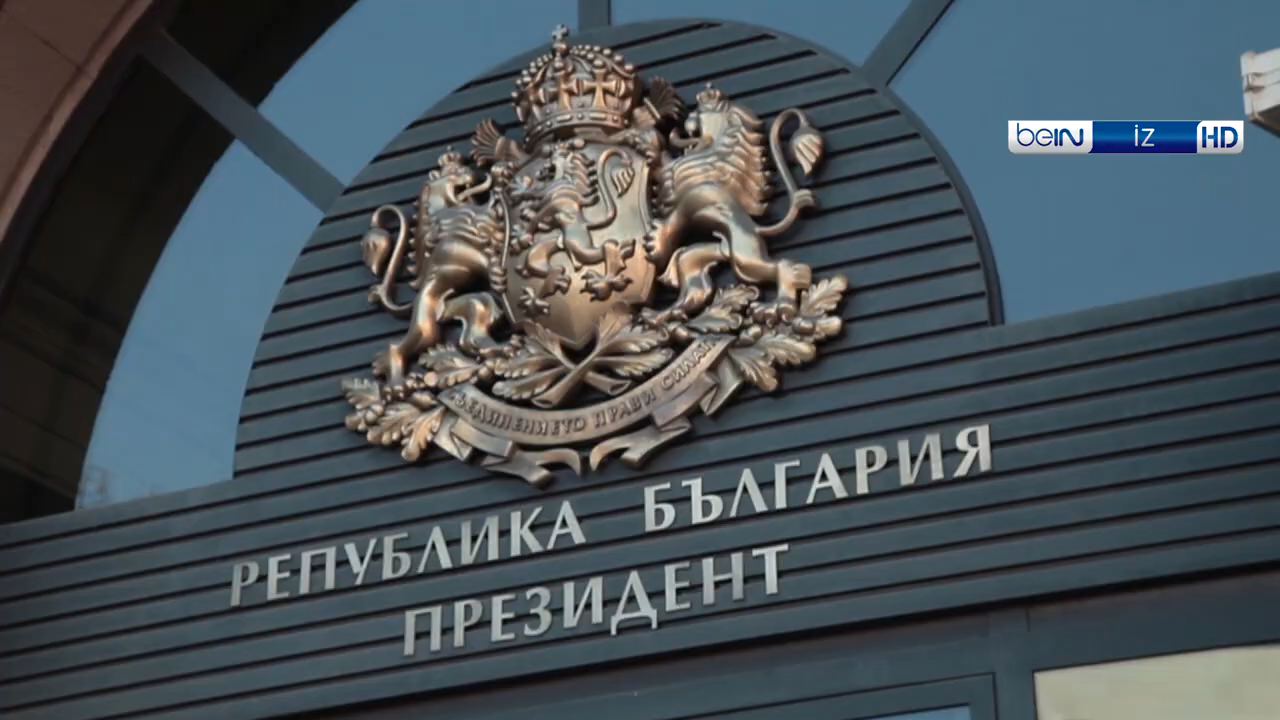 beIN iz HD
СЪЕДИНЕНИЕТО ПРАВИ СИЛАТА
РЕПУБЛИКА БЪЛГАРИЯ
ПРЕЗИДЕНТ